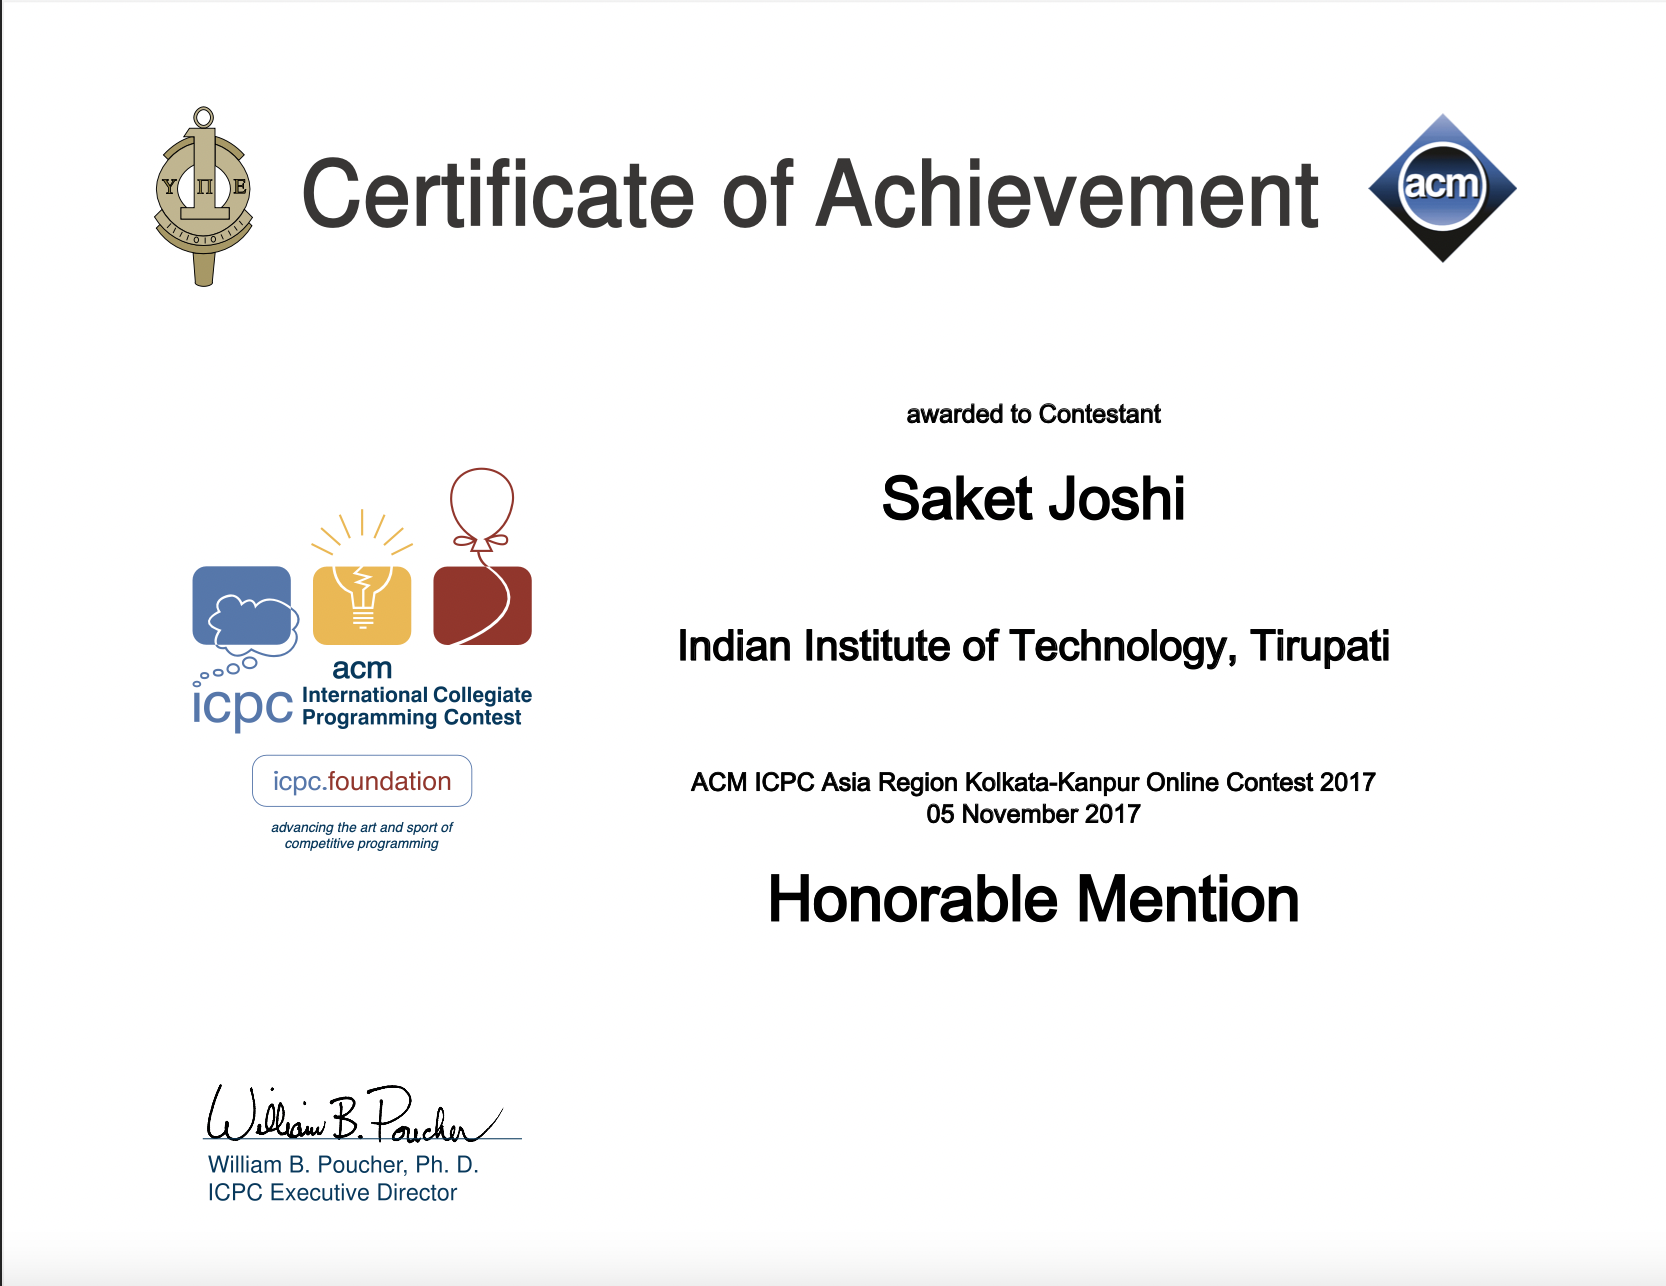 Υ Π Ε
Certificate of Achievement
acm
awarded to Contestant
Saket Joshi
Indian Institute of Technology, Tirupati
acm
icpc International Collegiate
Programming Contest
icpc.foundation
advancing the art and sport of
competitive programming
ACM ICPC Asia Region Kolkata-Kanpur Online Contest 2017
05 November 2017
Honorable Mention
William B. Poucher
William B. Poucher, Ph. D.
ICPC Executive Director